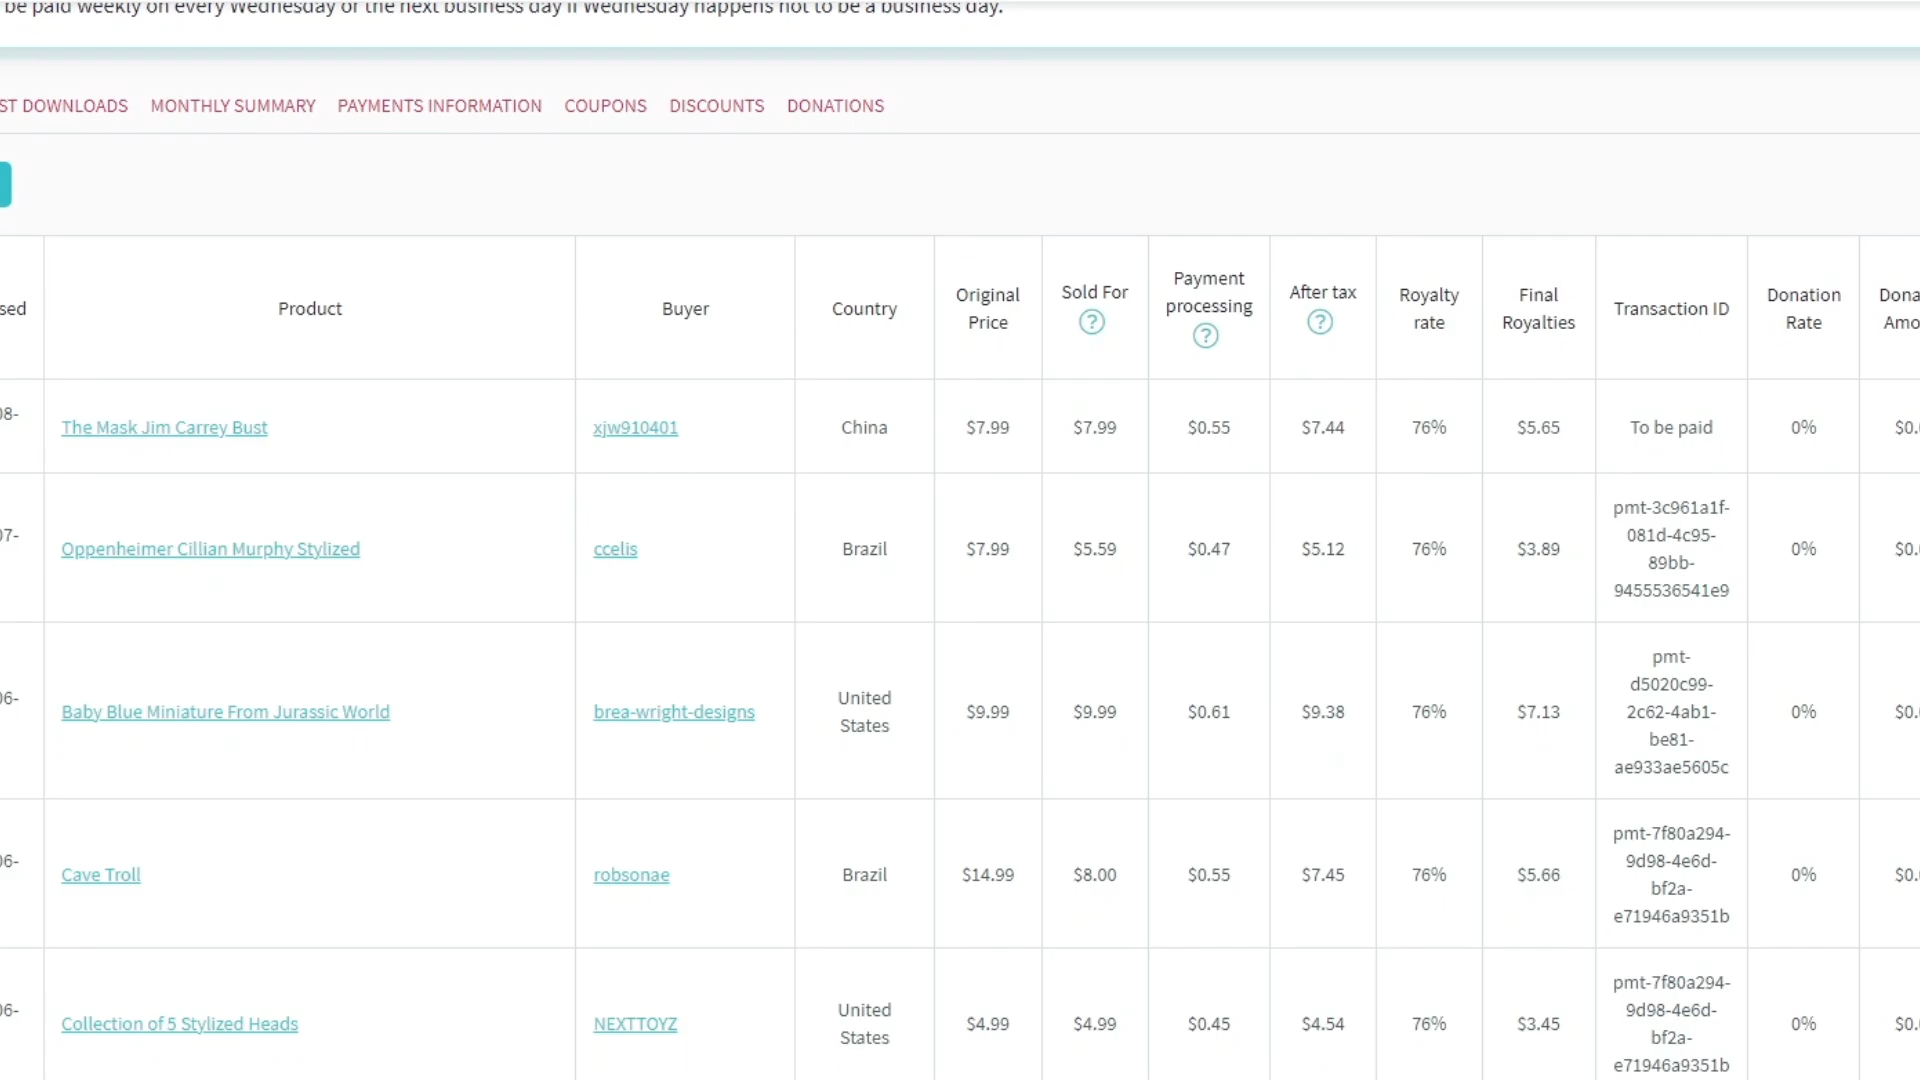 be paid weekly on every Wednesday or the next business day if Wednesday happens not to be a business day.
ST DOWNLOADS MONTHLY SUMMARY PAYMENTS INFORMATION COUPONS DISCOUNTS DONATIONS
sed Product Buyer Country Original Price Sold For ? Payment processing ? After tax ? Royalty rate Final Royalties Transaction ID Donation Rate Dona Amo
08- The Mask Jim Carrey Bust xjw910401 China $7.99 $7.99 $0.55 $7.44 76% $5.65 To be paid 0% $0.
07- Oppenheimer Cillian Murphy Stylized ccelis Brazil $7.99 $5.59 $0.47 $5.12 76% $3.89 pmt-3c961a1f-081d-4c95-89bb-9455536541e9 0% $0.
06- Baby Blue Miniature From Jurassic World brea-wright-designs United States $9.99 $9.99 $0.61 $9.38 76% $7.13 pmt-d5020c99-2c62-4ab1-be81-ae933ae5605c 0% $0.
06- Cave Troll robsonae Brazil $14.99 $8.00 $0.55 $7.45 76% $5.66 pmt-7f80a294-9d98-4e6d-bf2a-e71946a9351b 0% $0.
06- Collection of 5 Stylized Heads NEXTTOYZ United States $4.99 $4.99 $0.45 $4.54 76% $3.45 pmt-7f80a294-9d98-4e6d-bf2a-e71946a9351b 0% $0.